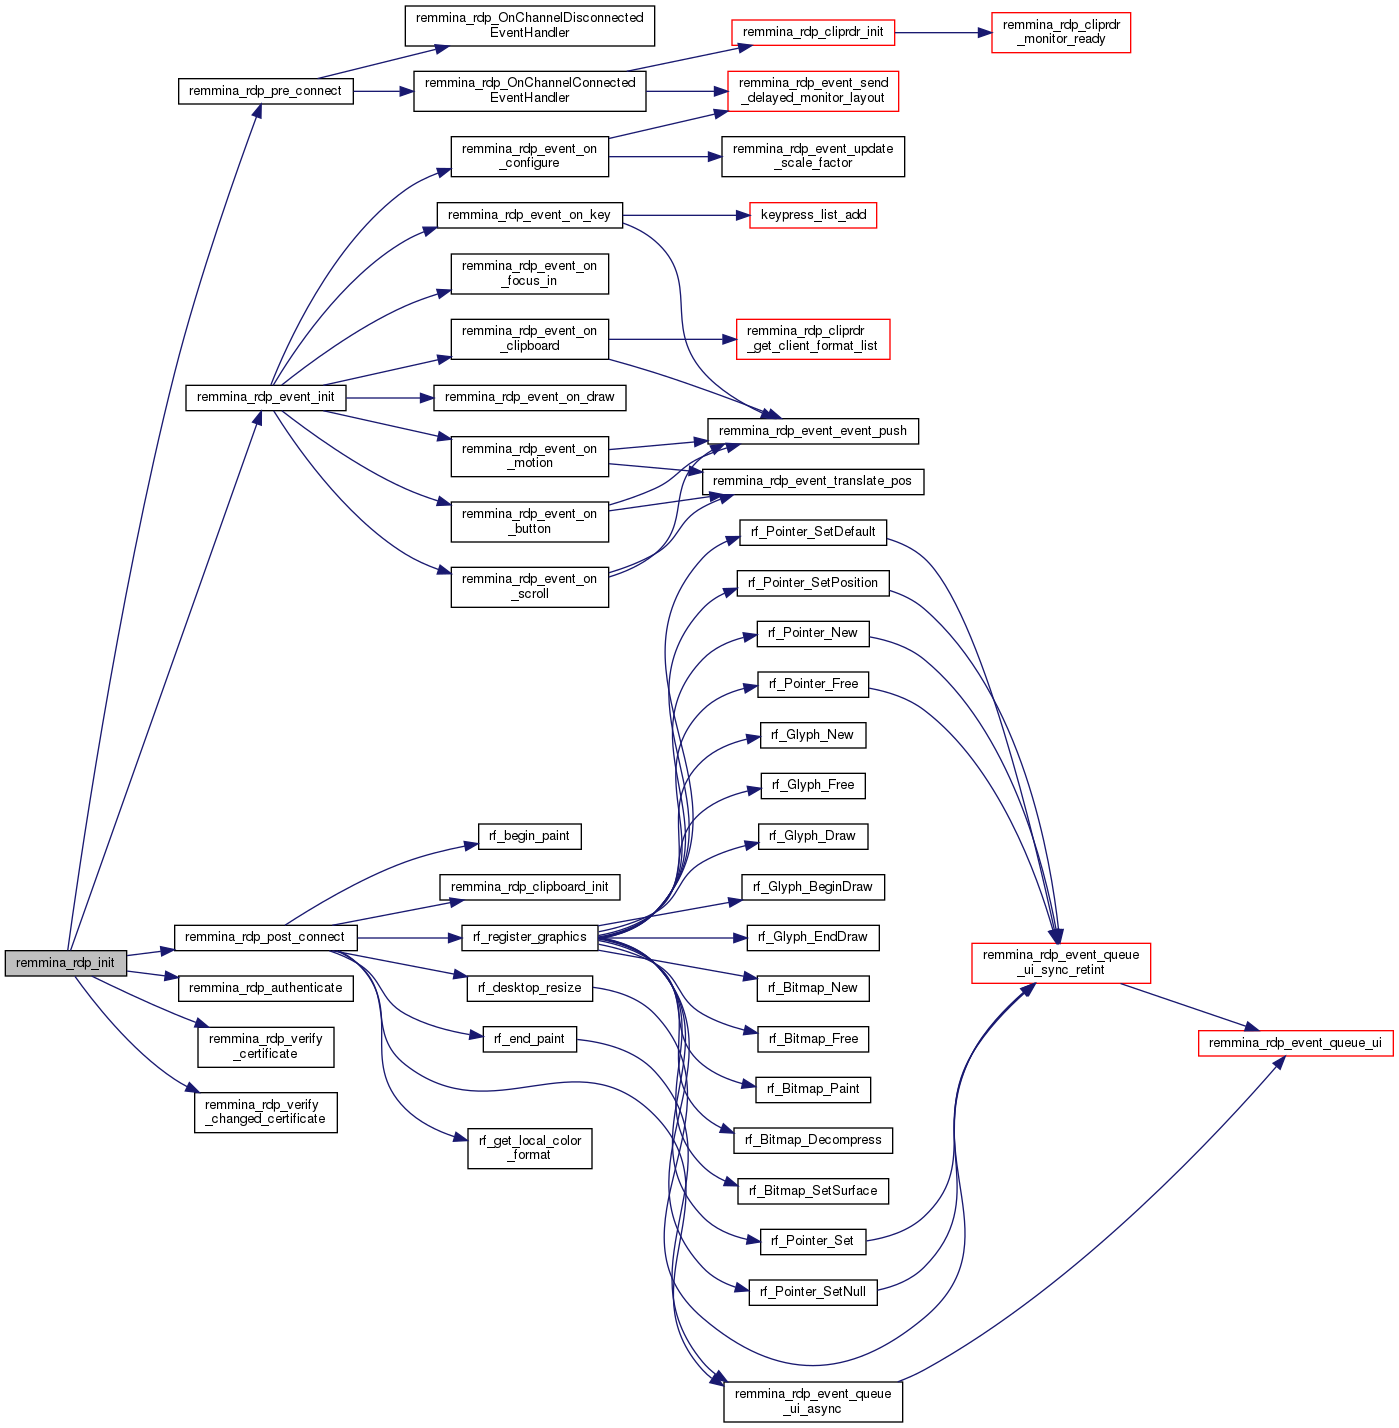 remmina_rdp_OnChannelDisconnected
EventHandler
remmina_rdp_cliprdr_init
remmina_rdp_cliprdr
_monitor_ready
remmina_rdp_pre_connect
remmina_rdp_OnChannelConnected
EventHandler
remmina_rdp_event_send
_delayed_monitor_layout
remmina_rdp_event_on
_configure
remmina_rdp_event_update
_scale_factor
remmina_rdp_event_on_key
keypress_list_add
remmina_rdp_event_on
_focus_in
remmina_rdp_event_on
_clipboard
remmina_rdp_cliprdr
_get_client_format_list
remmina_rdp_event_init
remmina_rdp_event_on_draw
remmina_rdp_event_event_push
remmina_rdp_event_on
_motion
remmina_rdp_event_translate_pos
remmina_rdp_event_on
_button
rf_Pointer_SetDefault
remmina_rdp_event_on
_scroll
rf_Pointer_SetPosition
rf_Pointer_New
rf_Pointer_Free
rf_Glyph_New
rf_Glyph_Free
rf_begin_paint
rf_Glyph_Draw
remmina_rdp_clipboard_init
rf_Glyph_BeginDraw
remmina_rdp_post_connect
rf_register_graphics
rf_Glyph_EndDraw
remmina_rdp_init
remmina_rdp_event_queue
_ui_sync_retint
remmina_rdp_authenticate
rf_desktop_resize
rf_Bitmap_New
remmina_rdp_verify
_certificate
rf_end_paint
rf_Bitmap_Free
remmina_rdp_event_queue_ui
rf_Bitmap_Paint
remmina_rdp_verify
_changed_certificate
rf_get_local_color
_format
rf_Bitmap_Decompress
rf_Bitmap_SetSurface
rf_Pointer_Set
rf_Pointer_SetNull
remmina_rdp_event_queue
_ui_async